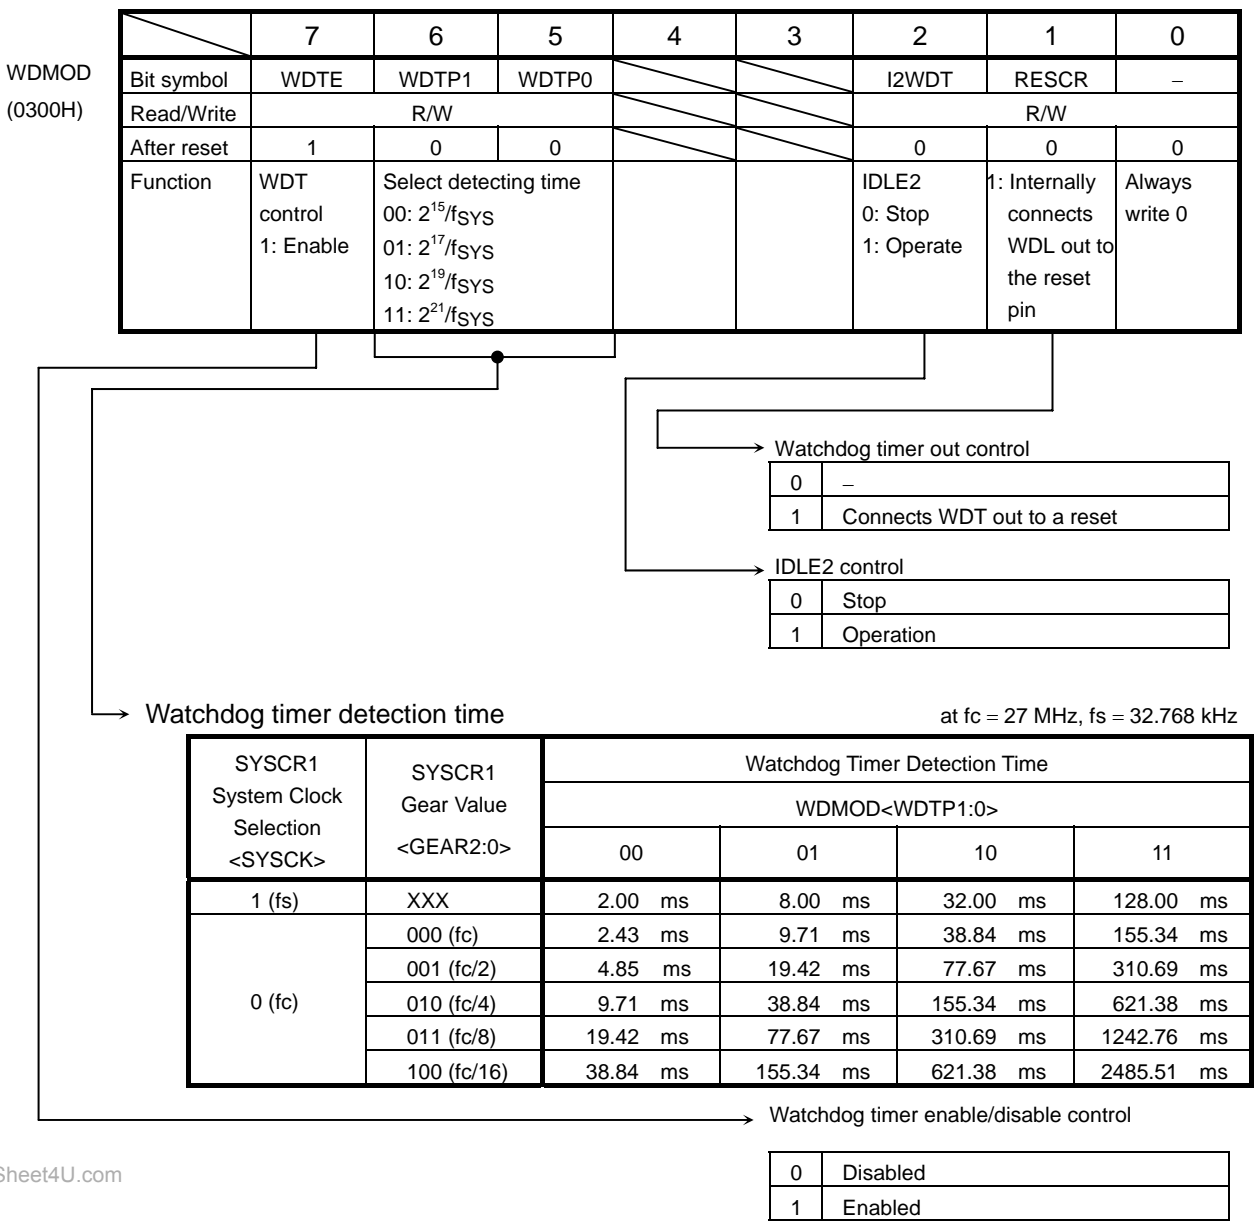 7 6 5 4 3 2 1 0
WDMOD
(0300H)
Bit symbol WDTE WDTP1 WDTP0 I2WDT RESCR –
Read/Write R/W R/W
After reset 1 0 0 0 0 0
Function
WDT
control
1: Enable
Select detecting time
00: 2^15/fSYS
01: 2^17/fSYS
10: 2^19/fSYS
11: 2^21/fSYS
IDLE2
0: Stop
1: Operate
1: Internally
connects
WDL out to
the reset
pin
Always
write 0
Watchdog timer out control
0 –
1 Connects WDT out to a reset
IDLE2 control
0 Stop
1 Operation
Watchdog timer detection time
at fc = 27 MHz, fs = 32.768 kHz
SYSCR1
System Clock
Selection
<SYSCK>
SYSCR1
Gear Value
<GEAR2:0>
Watchdog Timer Detection Time
WDMOD<WDTP1:0>
00 01 10 11
1 (fs) XXX 2.00 ms 8.00 ms 32.00 ms 128.00 ms
0 (fc)
000 (fc) 2.43 ms 9.71 ms 38.84 ms 155.34 ms
001 (fc/2) 4.85 ms 19.42 ms 77.67 ms 310.69 ms
010 (fc/4) 9.71 ms 38.84 ms 155.34 ms 621.38 ms
011 (fc/8) 19.42 ms 77.67 ms 310.69 ms 1242.76 ms
100 (fc/16) 38.84 ms 155.34 ms 621.38 ms 2485.51 ms
Watchdog timer enable/disable control
0 Disabled
1 Enabled
Sheet4U.com